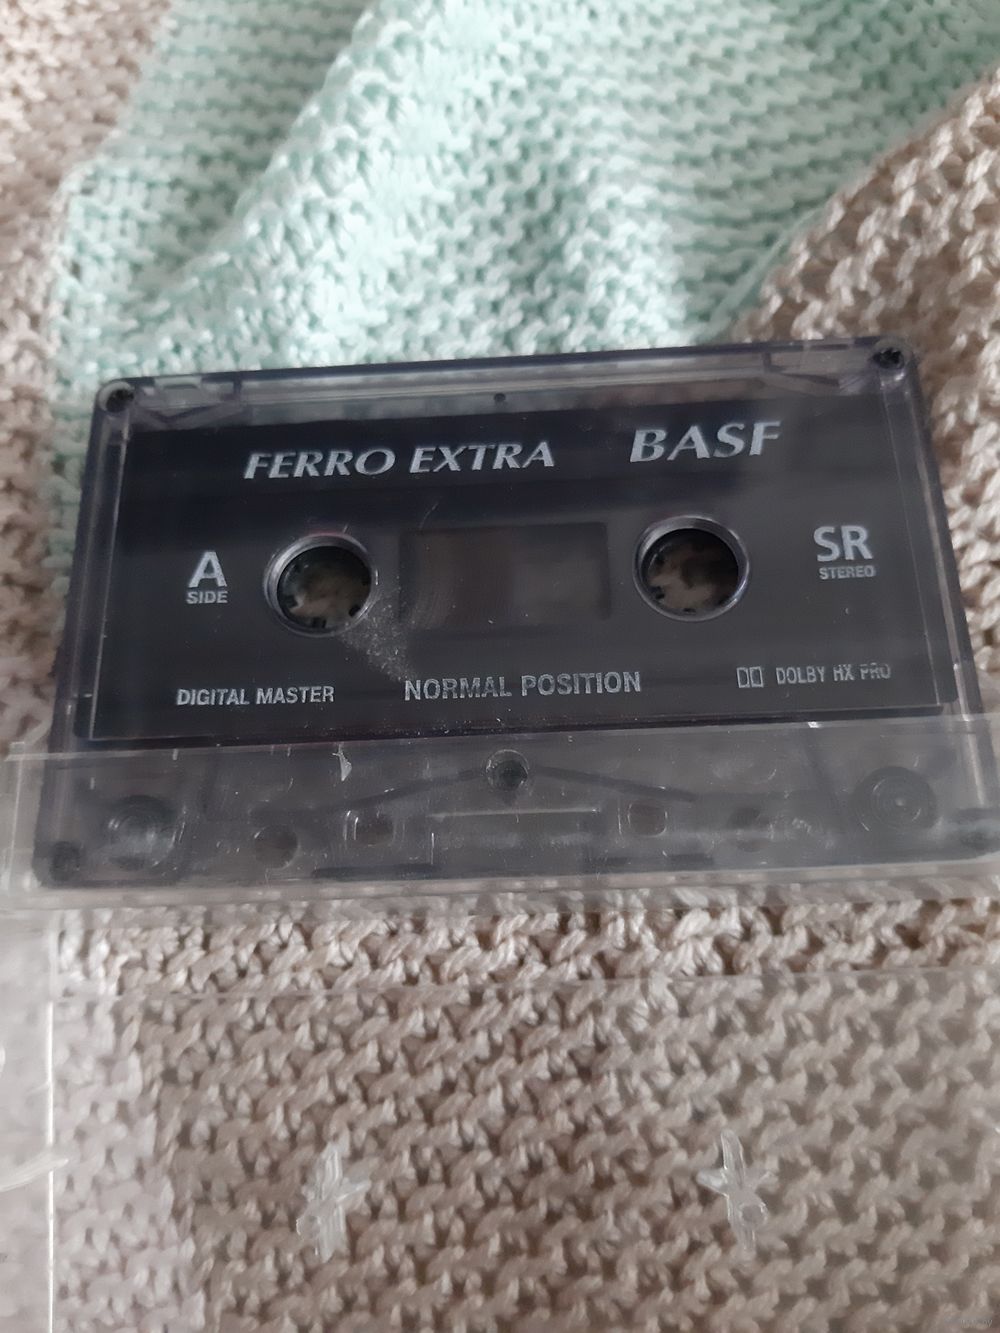 FERRO EXTRA BASF
A SR
SIDE STEREO
DIGITAL MASTER NORMAL POSITION DOLBY HX PRO